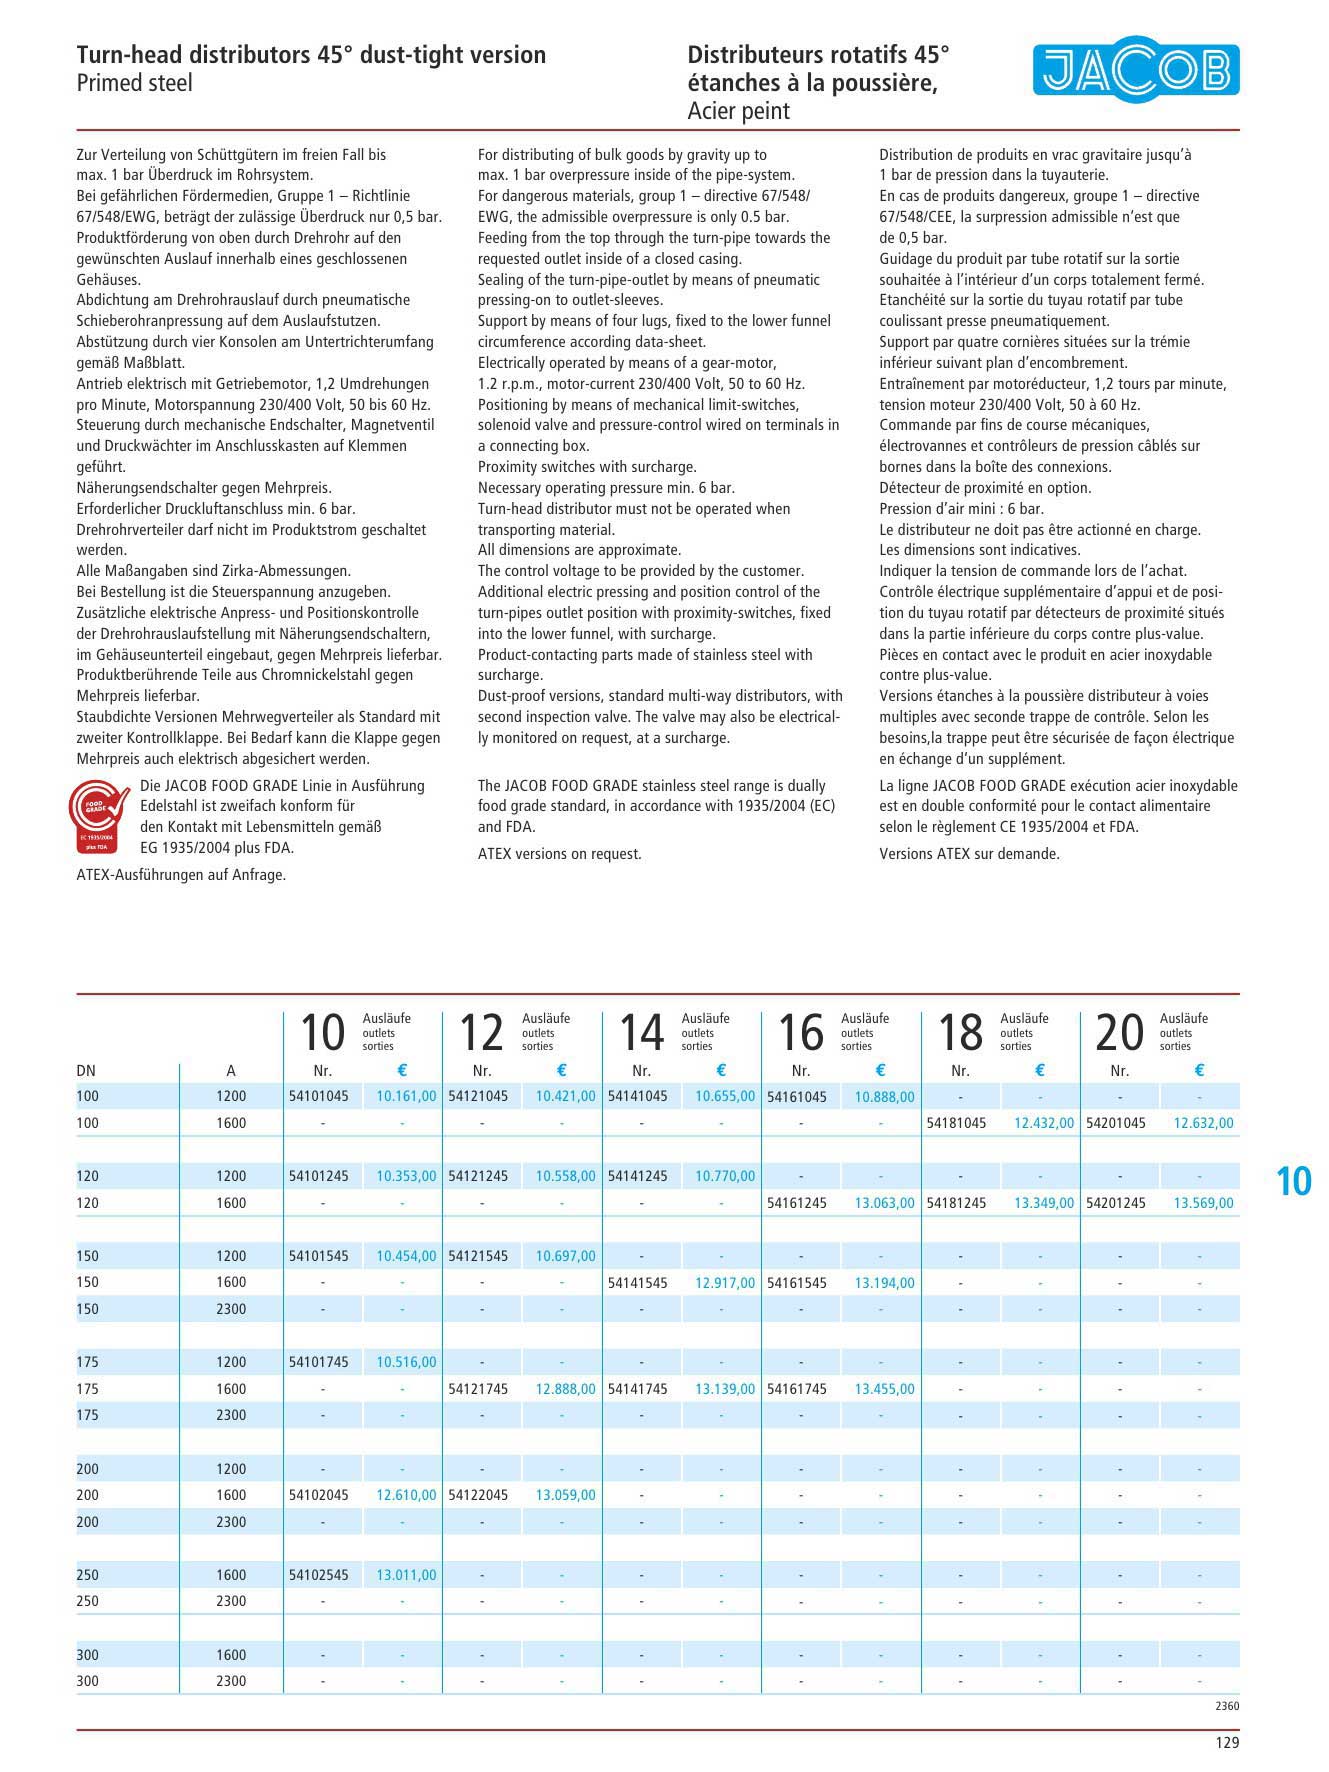 Turn-head distributors 45° dust-tight version
Primed steel
Distributeurs rotatifs 45°
étanches à la poussière,
Acier peint
JACOB
Zur Verteilung von Schüttgütern im freien Fall bis
max. 1 bar Überdruck im Rohrsystem.
Bei gefährlichen Fördermedien, Gruppe 1 – Richtlinie
67/548/EWG, beträgt der zulässige Überdruck nur 0,5 bar.
Produktförderung von oben durch Drehrohr auf den
gewünschten Auslauf innerhalb eines geschlossenen
Gehäuses.
Abdichtung am Drehrohrauslauf durch pneumatische
Schieberohranpressung auf dem Auslaufstutzen.
Abstützung durch vier Konsolen am Untertrichterumfang
gemäß Maßblatt.
Antrieb elektrisch mit Getriebemotor, 1,2 Umdrehungen
pro Minute, Motorspannung 230/400 Volt, 50 bis 60 Hz.
Steuerung durch mechanische Endschalter, Magnetventil
und Druckwächter im Anschlusskasten auf Klemmen
geführt.
Näherungsendschalter gegen Mehrpreis.
Erforderlicher Druckluftanschluss min. 6 bar.
Drehrohrverteiler darf nicht im Produktstrom geschaltet
werden.
Alle Maßangaben sind Zirka-Abmessungen.
Bei Bestellung ist die Steuerspannung anzugeben.
Zusätzliche elektrische Anpress- und Positionskontrolle
der Drehrohrauslaufstellung mit Näherungsendschaltern,
im Gehäuseunterteil eingebaut, gegen Mehrpreis lieferbar.
Produktberührende Teile aus Chromnickelstahl gegen
Mehrpreis lieferbar.
Staubdichte Versionen Mehrwegverteiler als Standard mit
zweiter Kontrollklappe. Bei Bedarf kann die Klappe gegen
Mehrpreis auch elektrisch abgesichert werden.
FOOD
GRADE
EC 1935/2004
plus FDA
Die JACOB FOOD GRADE Linie in Ausführung
Edelstahl ist zweifach konform für
den Kontakt mit Lebensmitteln gemäß
EG 1935/2004 plus FDA.
ATEX-Ausführungen auf Anfrage.
For distributing of bulk goods by gravity up to
max. 1 bar overpressure inside of the pipe-system.
For dangerous materials, group 1 – directive 67/548/
EWG, the admissible overpressure is only 0.5 bar.
Feeding from the top through the turn-pipe towards the
requested outlet inside of a closed casing.
Sealing of the turn-pipe-outlet by means of pneumatic
pressing-on to outlet-sleeves.
Support by means of four lugs, fixed to the lower funnel
circumference according data-sheet.
Electrically operated by means of a gear-motor,
1.2 r.p.m., motor-current 230/400 Volt, 50 to 60 Hz.
Positioning by means of mechanical limit-switches,
solenoid valve and pressure-control wired on terminals in
a connecting box.
Proximity switches with surcharge.
Necessary operating pressure min. 6 bar.
Turn-head distributor must not be operated when
transporting material.
All dimensions are approximate.
The control voltage to be provided by the customer.
Additional electric pressing and position control of the
turn-pipes outlet position with proximity-switches, fixed
into the lower funnel, with surcharge.
Product-contacting parts made of stainless steel with
surcharge.
Dust-proof versions, standard multi-way distributors, with
second inspection valve. The valve may also be electrical-
ly monitored on request, at a surcharge.
The JACOB FOOD GRADE stainless steel range is dually
food grade standard, in accordance with 1935/2004 (EC)
and FDA.
ATEX versions on request.
Distribution de produits en vrac gravitaire jusqu’à
1 bar de pression dans la tuyauterie.
En cas de produits dangereux, groupe 1 – directive
67/548/CEE, la surpression admissible n’est que
de 0,5 bar.
Guidage du produit par tube rotatif sur la sortie
souhaitée à l’intérieur d’un corps totalement fermé.
Etanchéité sur la sortie du tuyau rotatif par tube
coulissant presse pneumatiquement.
Support par quatre cornières situées sur la trémie
inférieur suivant plan d’encombrement.
Entraînement par motoréducteur, 1,2 tours par minute,
tension moteur 230/400 Volt, 50 à 60 Hz.
Commande par fins de course mécaniques,
électrovannes et contrôleurs de pression câblés sur
bornes dans la boîte des connexions.
Détecteur de proximité en option.
Pression d’air mini : 6 bar.
Le distributeur ne doit pas être actionné en charge.
Les dimensions sont indicatives.
Indiquer la tension de commande lors de l’achat.
Contrôle électrique supplémentaire d’appui et de posi-
tion du tuyau rotatif par détecteurs de proximité situés
dans la partie inférieure du corps contre plus-value.
Pièces en contact avec le produit en acier inoxydable
contre plus-value.
Versions étanches à la poussière distributeur à voies
multiples avec seconde trappe de contrôle. Selon les
besoins,la trappe peut être sécurisée de façon électrique
en échange d‘un supplément.
La ligne JACOB FOOD GRADE exécution acier inoxydable
est en double conformité pour le contact alimentaire
selon le règlement CE 1935/2004 et FDA.
Versions ATEX sur demande.
10 Ausläufe outlets sorties 12 Ausläufe outlets sorties 14 Ausläufe outlets sorties 16 Ausläufe outlets sorties 18 Ausläufe outlets sorties 20 Ausläufe outlets sorties
DN A Nr. € Nr. € Nr. € Nr. € Nr. € Nr. €
100 1200 54101045 10.161,00 54121045 10.421,00 54141045 10.655,00 54161045 10.888,00 - - - -
100 1600 - - - - - - - - 54181045 12.432,00 54201045 12.632,00
120 1200 54101245 10.353,00 54121245 10.558,00 54141245 10.770,00 - - - - - -
120 1600 - - - - - - 54161245 13.063,00 54181245 13.349,00 54201245 13.569,00
150 1200 54101545 10.454,00 54121545 10.697,00 - - - - - - - -
150 1600 - - - - 54141545 12.917,00 54161545 13.194,00 - - - -
150 2300 - - - - - - - - - - - -
175 1200 54101745 10.516,00 - - - - - - - - - -
175 1600 - - 54121745 12.888,00 54141745 13.139,00 54161745 13.455,00 - - - -
175 2300 - - - - - - - - - - - -
200 1200 - - - - - - - - - - - -
200 1600 54102045 12.610,00 54122045 13.059,00 - - - - - - - -
200 2300 - - - - - - - - - - - -
250 1600 54102545 13.011,00 - - - - - - - - - -
250 2300 - - - - - - - - - - - -
300 1600 - - - - - - - - - - - -
300 2300 - - - - - - - - - - - -
10
2360
129